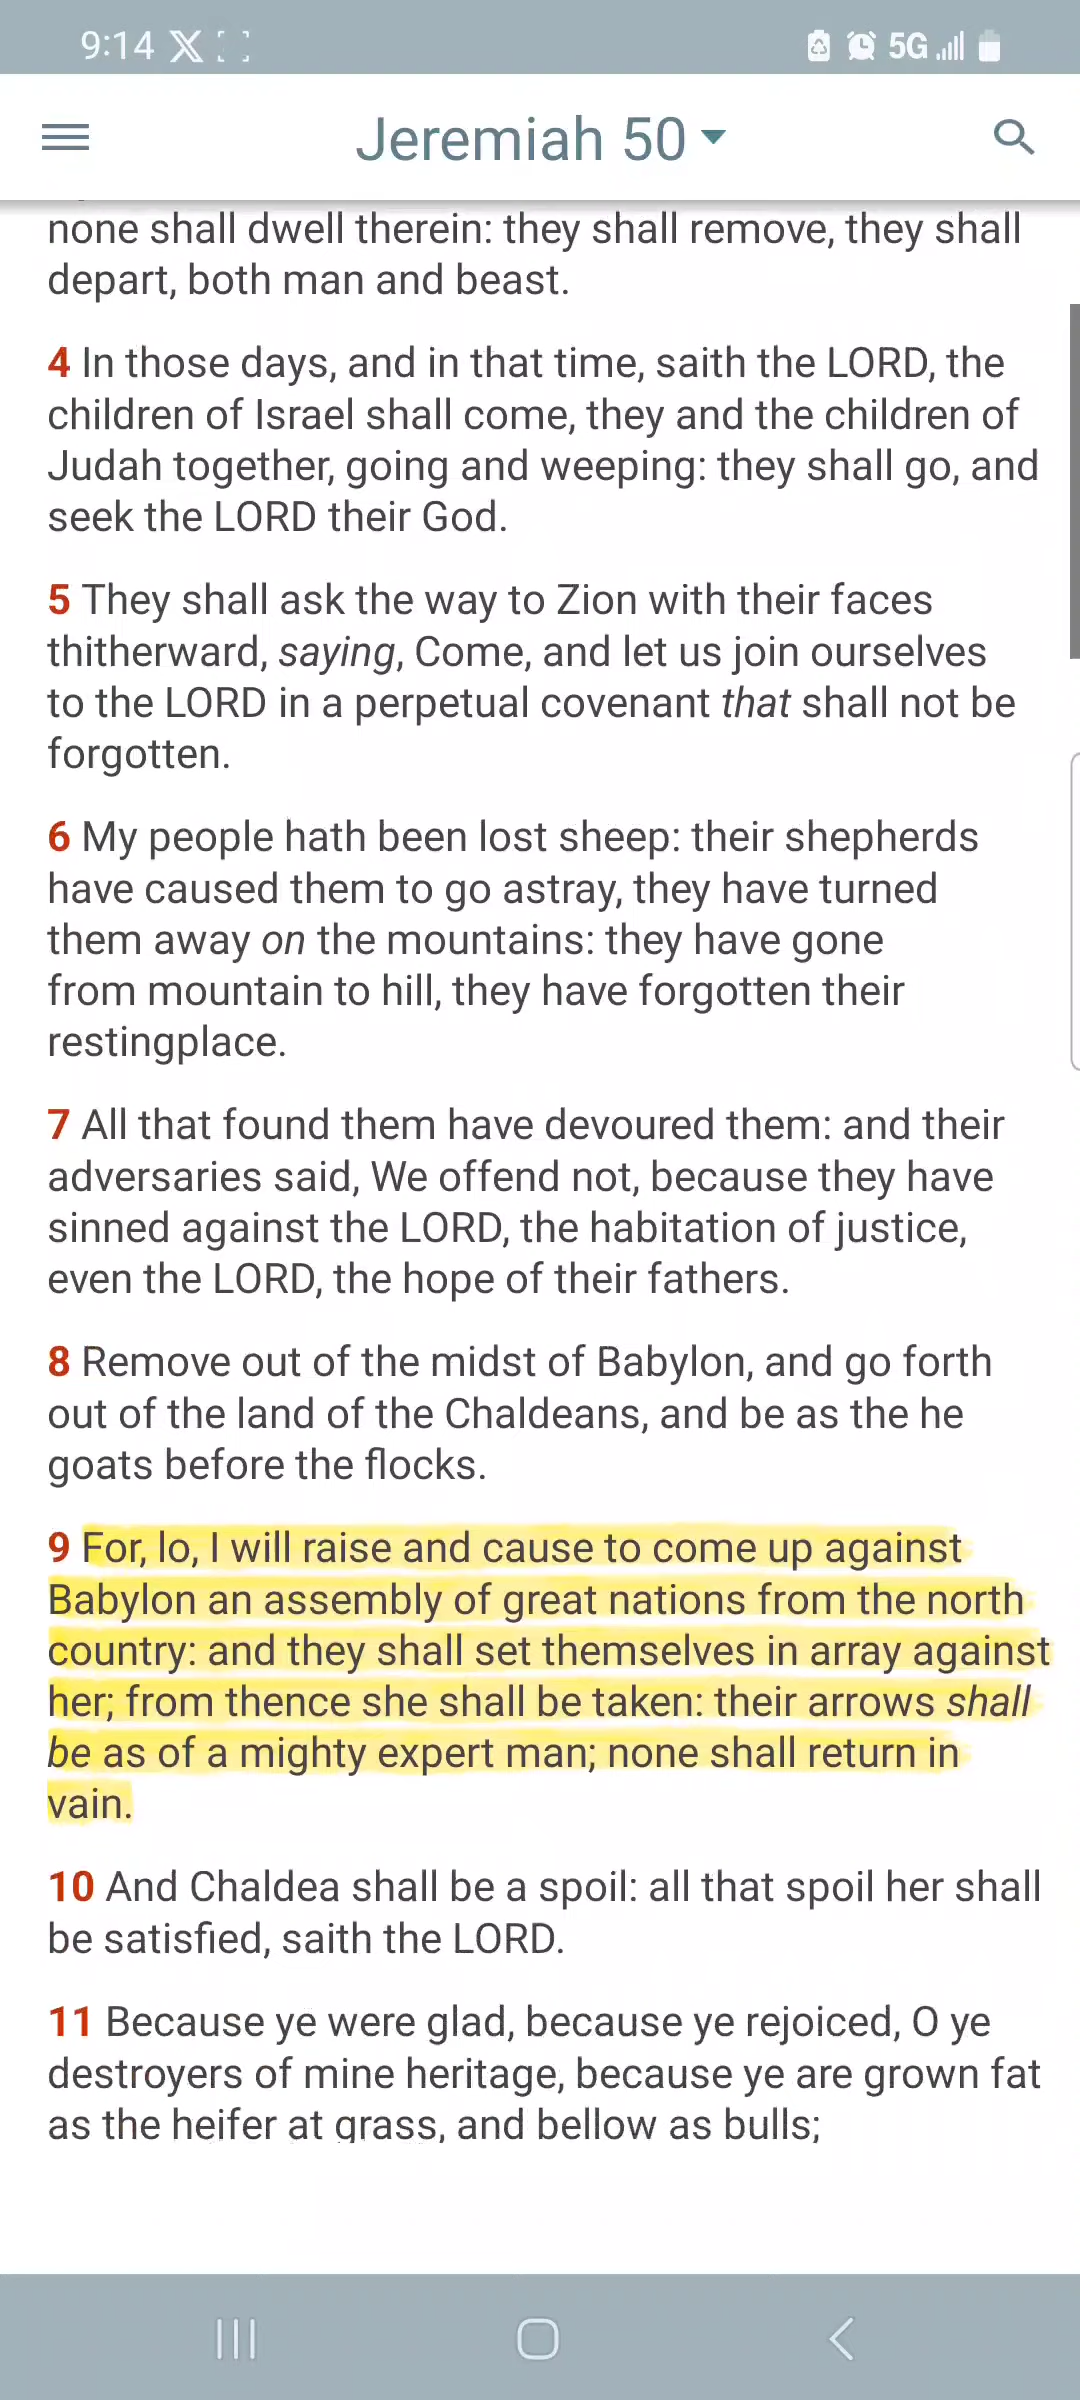 9:14
5G
Jeremiah 50
none shall dwell therein: they shall remove, they shall
depart, both man and beast.
4 In those days, and in that time, saith the LORD, the
children of Israel shall come, they and the children of
Judah together, going and weeping: they shall go, and
seek the LORD their God.
5 They shall ask the way to Zion with their faces
thitherward, saying, Come, and let us join ourselves
to the LORD in a perpetual covenant that shall not be
forgotten.
6 My people hath been lost sheep: their shepherds
have caused them to go astray, they have turned
them away on the mountains: they have gone
from mountain to hill, they have forgotten their
restingplace.
7 All that found them have devoured them: and their
adversaries said, We offend not, because they have
sinned against the LORD, the habitation of justice,
even the LORD, the hope of their fathers.
8 Remove out of the midst of Babylon, and go forth
out of the land of the Chaldeans, and be as the he
goats before the flocks.
9 For, lo, I will raise and cause to come up against
Babylon an assembly of great nations from the north
country: and they shall set themselves in array against
her; from thence she shall be taken: their arrows shall
be as of a mighty expert man; none shall return in
vain.
10 And Chaldea shall be a spoil: all that spoil her shall
be satisfied, saith the LORD.
11 Because ye were glad, because ye rejoiced, O ye
destroyers of mine heritage, because ye are grown fat
as the heifer at grass, and bellow as bulls;